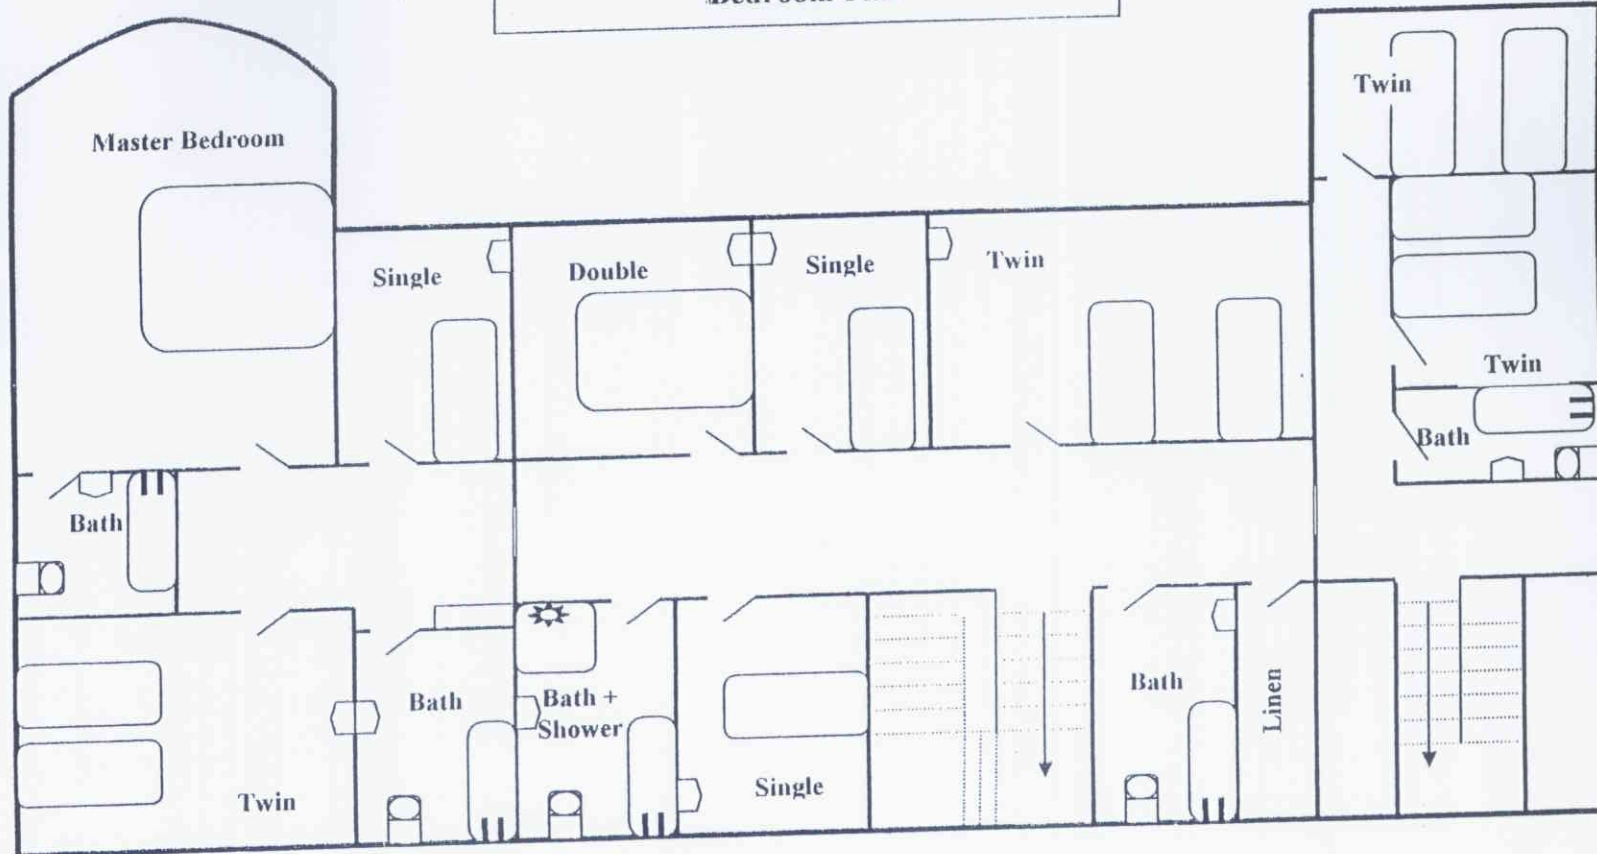 Twin
Master Bedroom
Single
Double
Single
Twin
Twin
Bath
Bath
Bath
Bath +
Shower
Bath
Linen
Single
Twin